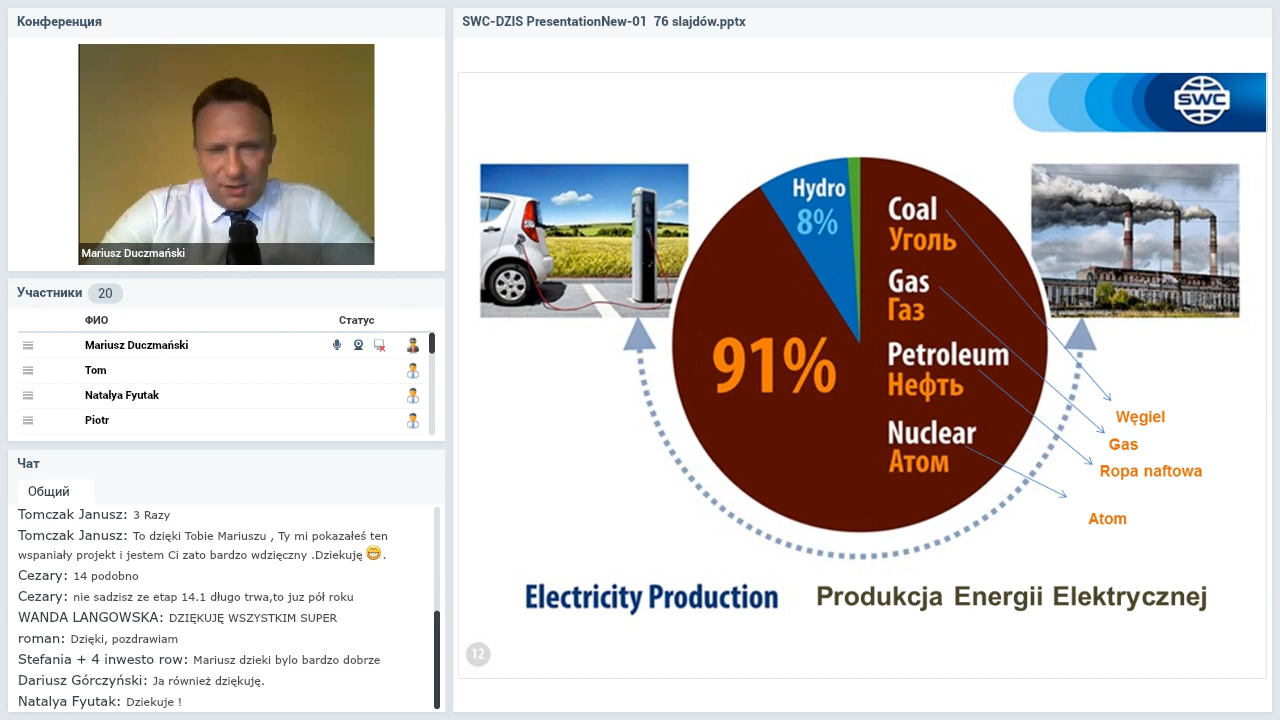 Конференция
Mariusz Duczmański
Участники 20
ФИО Статус
Mariusz Duczmański
Tom
Natalya Fyutak
Piotr
Чат
Общий
Tomczak Janusz: 3 Razy
Tomczak Janusz: To dzięki Tobie Mariuszu , Ty mi pokazałeś ten
wspaniały projekt i jestem Ci zato bardzo wdzięczny .Dziekuję .
Cezary: 14 podobno
Cezary: nie sadzisz ze etap 14.1 długo trwa,to juz pół roku
WANDA LANGOWSKA: DZIĘKUJĘ WSZYSTKIM SUPER
roman: Dzięki, pozdrawiam
Stefania + 4 inwesto row: Mariusz dzieki bylo bardzo dobrze
Dariusz Górczyński: Ja również dziękuję.
Natalya Fyutak: Dziekuje !
SWC-DZIS PresentationNew-01 76 slajdów.pptx
SWC
Hydro
8%
91%
Coal
Уголь
Gas
Газ
Petroleum
Нефть
Nuclear
Атом
Węgiel
Gas
Ropa naftowa
Atom
Electricity Production
Produkcja Energii Elektrycznej
12